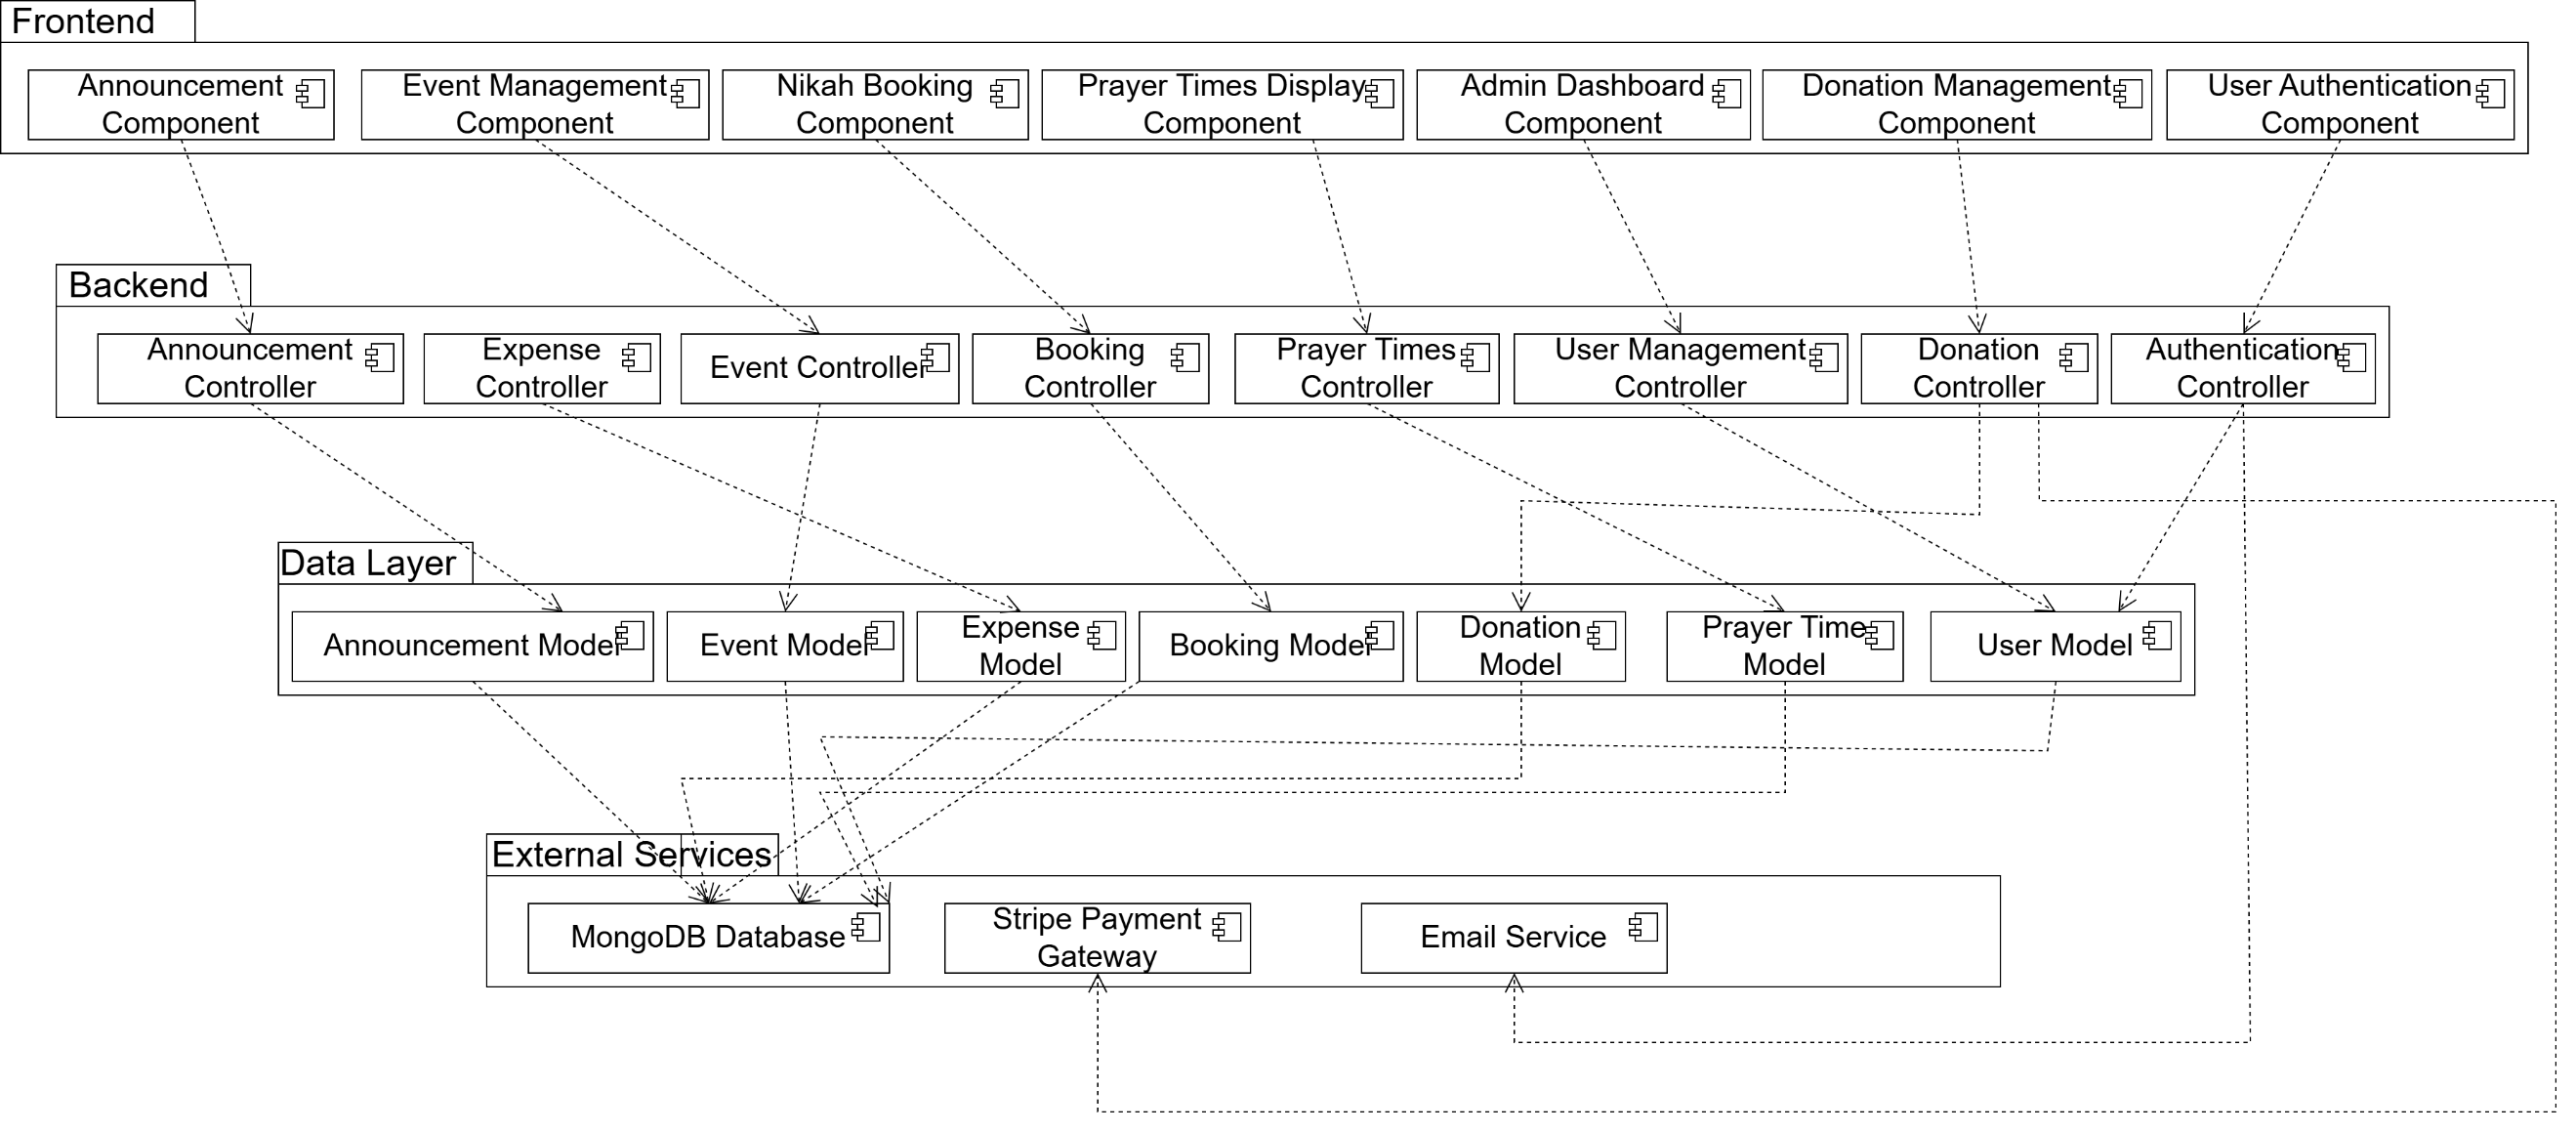 Frontend
Announcement
Component
Event Management
Component
Nikah Booking
Component
Prayer Times Display
Component
Admin Dashboard
Component
Donation Management
Component
User Authentication
Component
Backend
Announcement
Controller
Expense
Controller
Event Controller
Booking
Controller
Prayer Times
Controller
User Management
Controller
Donation
Controller
Authentication
Controller
Data Layer
Announcement Model
Event Model
Expense
Model
Booking Model
Donation
Model
Prayer Time
Model
User Model
External Services
MongoDB Database
Stripe Payment
Gateway
Email Service